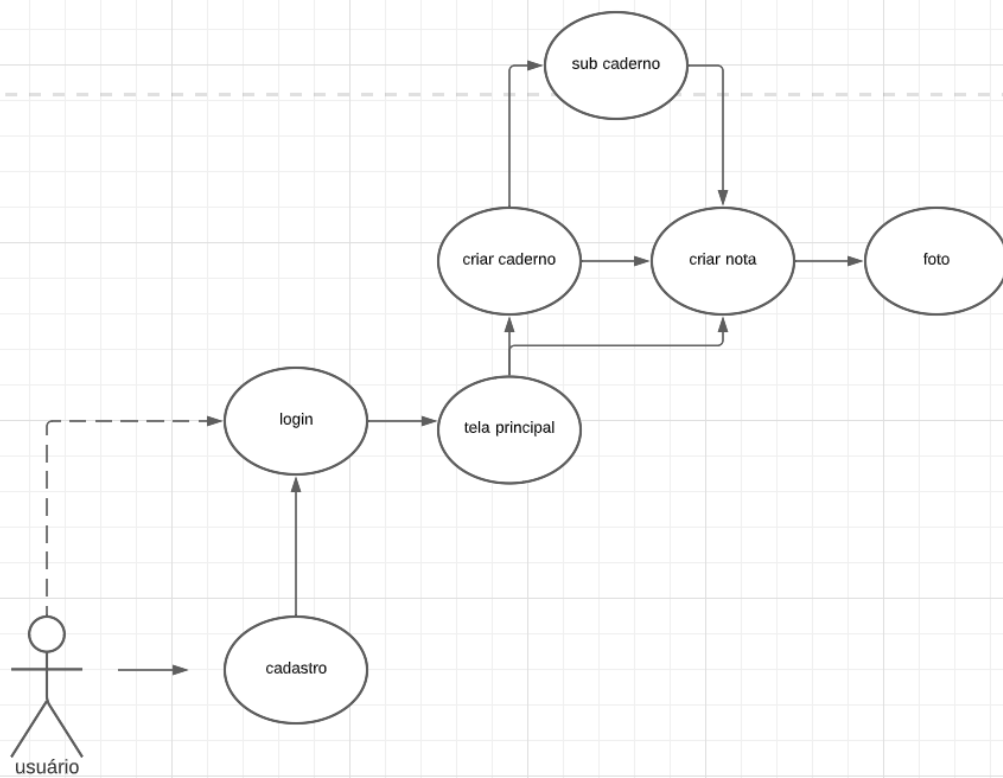 sub caderno
criar caderno
criar nota
foto
login
tela principal
cadastro
usuário